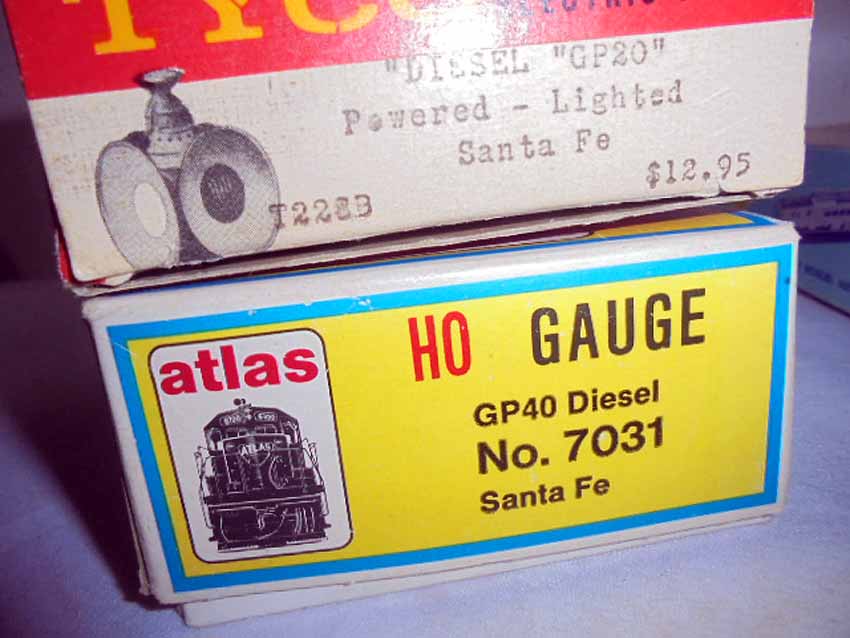 TYCO
"DIESEL "GP20"
Powered - Lighted
Santa Fe
$12.95
T228B
atlas
HO GAUGE
GP40 Diesel
No. 7031
Santa Fe
ATLAS